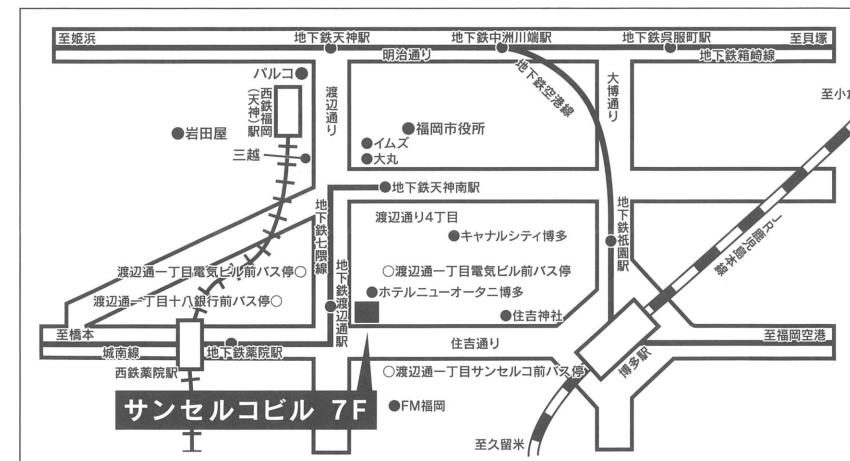 至姫浜
地下鉄天神駅
地下鉄中洲川端駅
地下鉄呉服町駅
至貝塚
明治通り
地下鉄箱崎線
パルコ
西鉄福岡
(天神)駅
渡辺通り
地下鉄空港線
大博通り
至小倉
岩田屋
福岡市役所
イムズ
三越
大丸
地下鉄天神南駅
地下鉄七隈線
渡辺通り4丁目
キャナルシティ博多
地下鉄祇園駅
JR鹿児島本線
渡辺通一丁目電気ビル前バス停
渡辺通一丁目電気ビル前バス停
地下鉄渡辺通駅
ホテルニューオータニ博多
渡辺通一丁目十八銀行前バス停
住吉神社
至橋本
城南線
地下鉄薬院駅
住吉通り
至福岡空港
博多駅
西鉄薬院駅
渡辺通一丁目サンセルコ前バス停
サンセルコビル 7F
FM福岡
至久留米